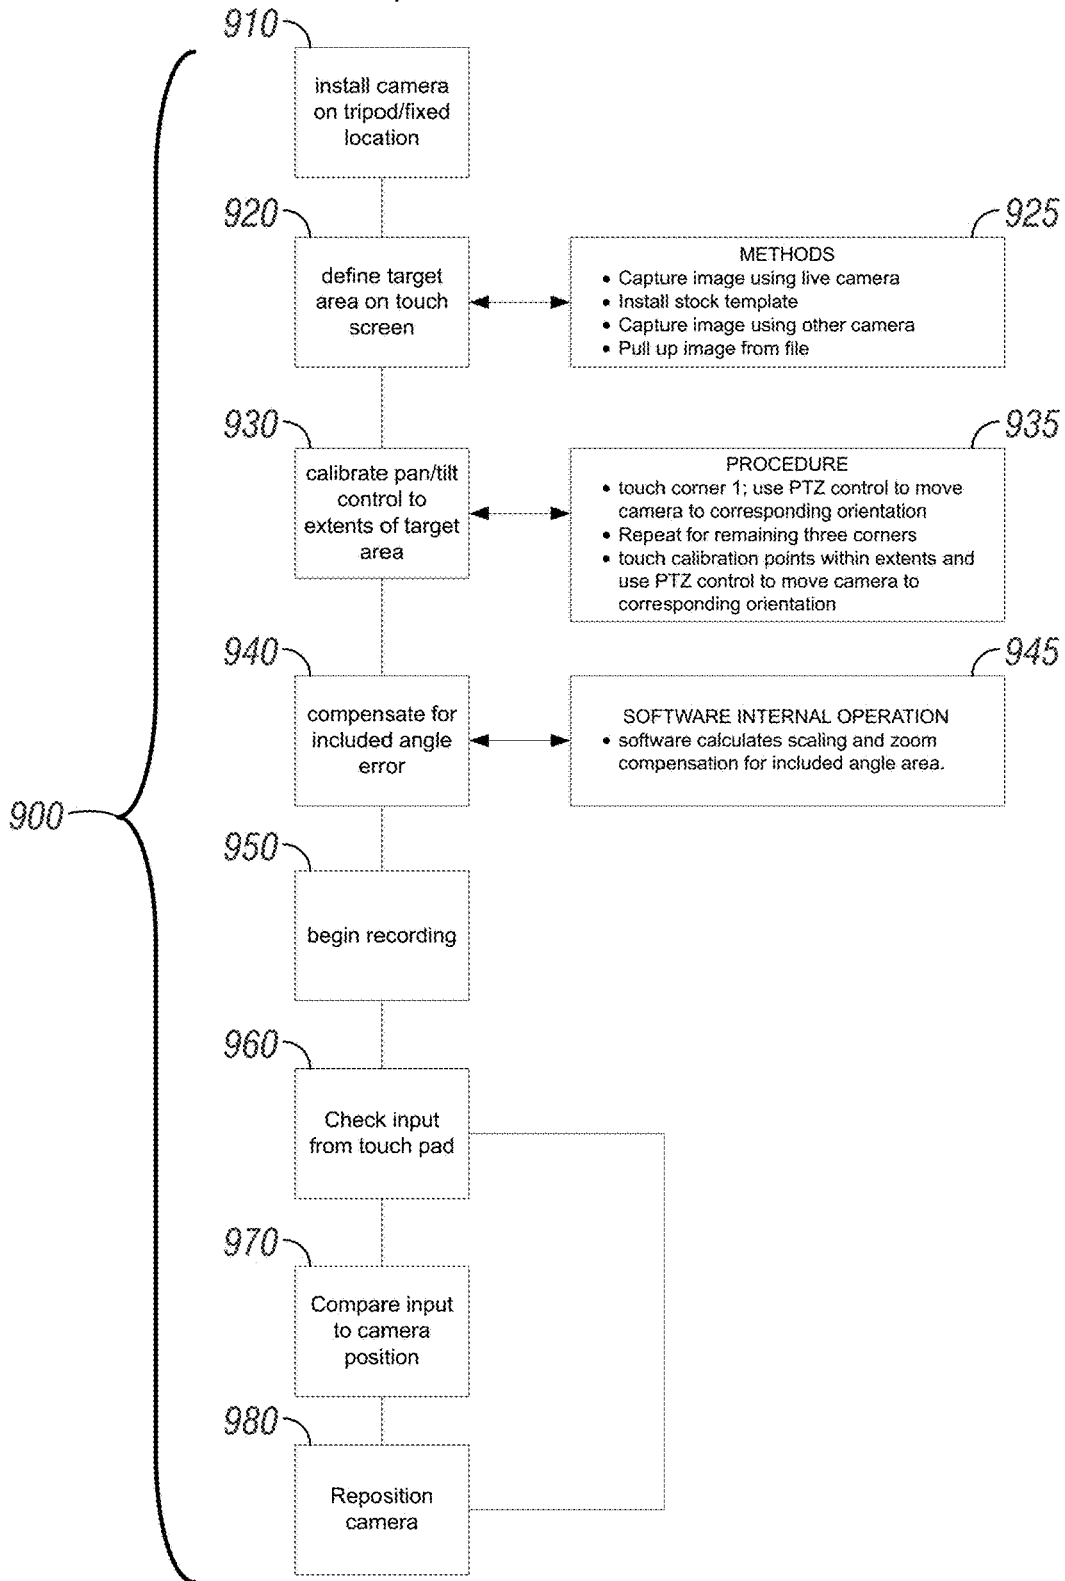 910
install camera
on tripod/fixed
location
920
define target
area on touch
screen
925
METHODS
• Capture image using live camera
• Install stock template
• Capture image using other camera
• Pull up image from file
930
calibrate pan/tilt
control to
extents of target
area
935
PROCEDURE
• touch corner 1; use PTZ control to move
camera to corresponding orientation
• Repeat for remaining three corners
• touch calibration points within extents and
use PTZ control to move camera to
corresponding orientation
940
compensate for
included angle
error
945
SOFTWARE INTERNAL OPERATION
• software calculates scaling and zoom
compensation for included angle area.
900
950
begin recording
960
Check input
from touch pad
970
Compare input
to camera
position
980
Reposition
camera